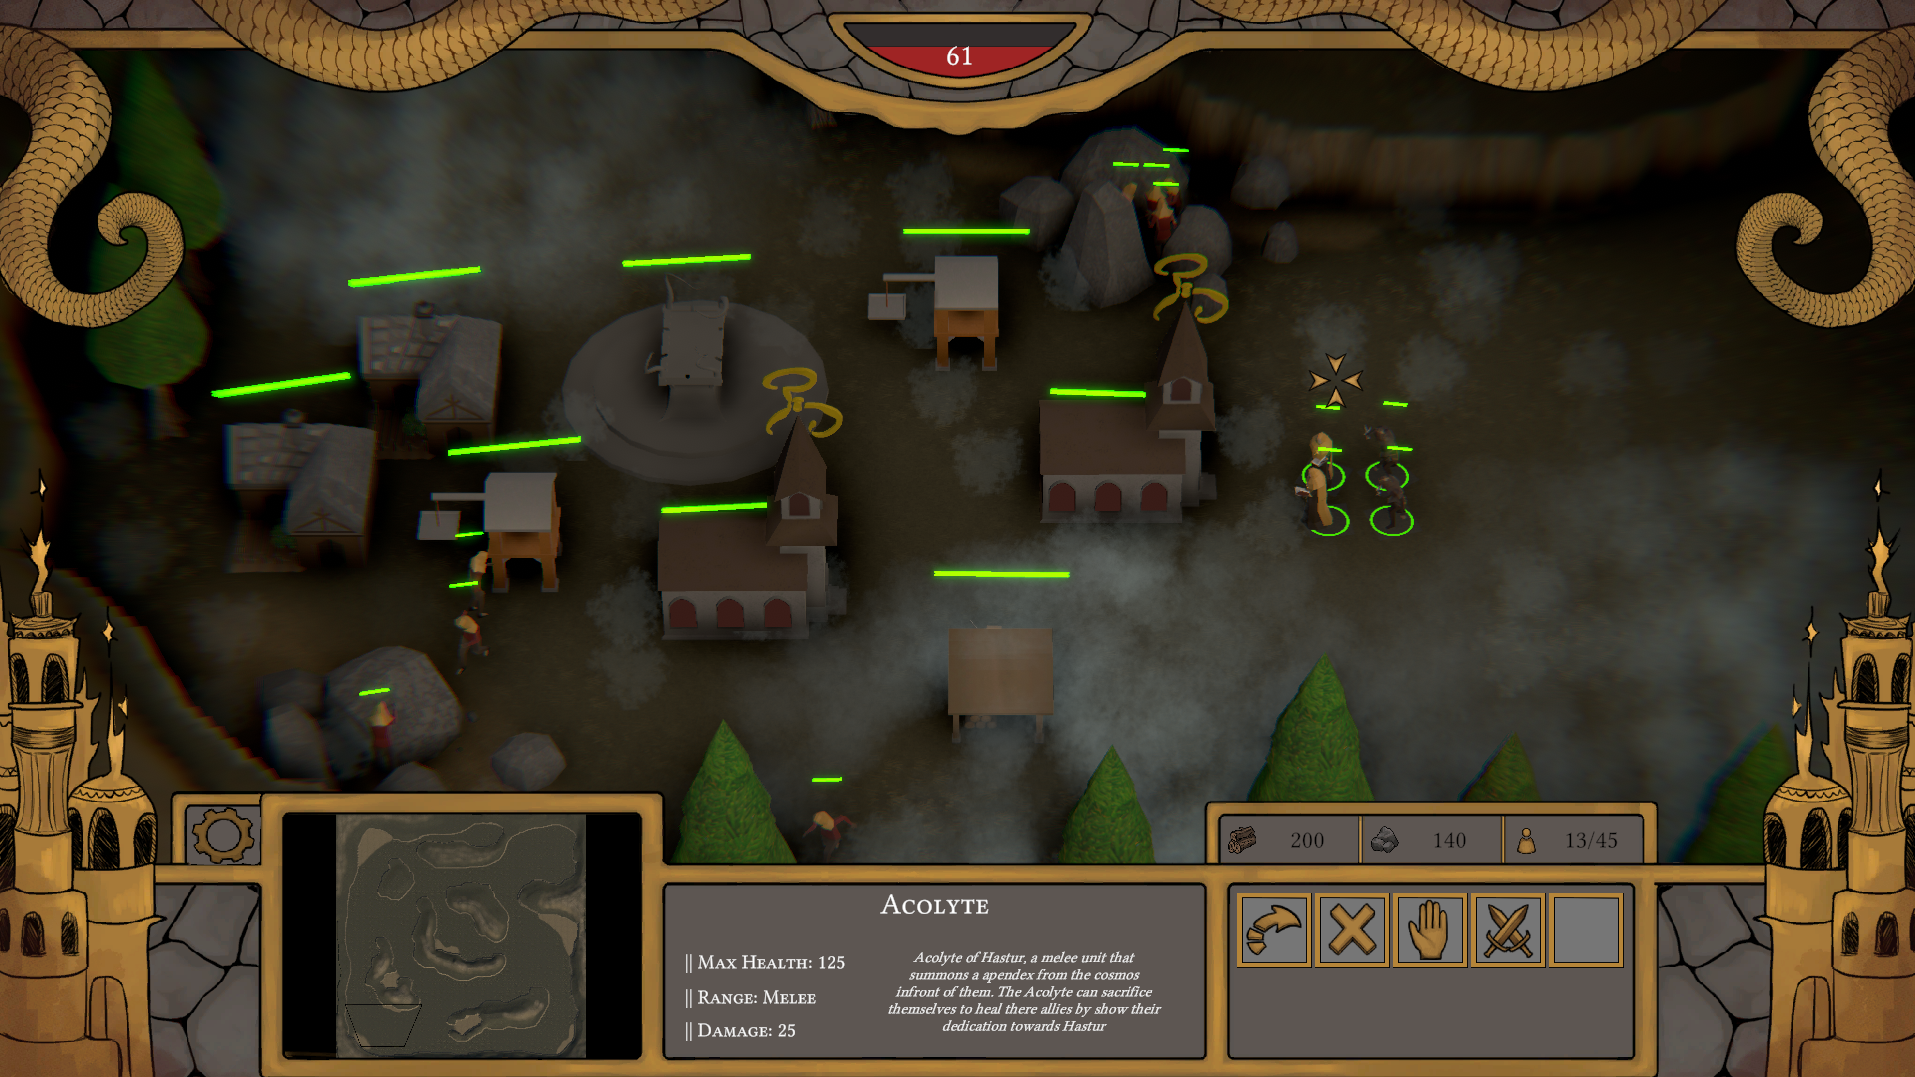 61
200
140
13/45
Acolyte
|| Max Health: 125
|| Range: Melee
|| Damage: 25
Acolyte of Hastur, a melee unit that
summons a apendex from the cosmos
infront of them. The Acolyte can sacrifice
themselves to heal there allies by show their
dedication towards Hastur